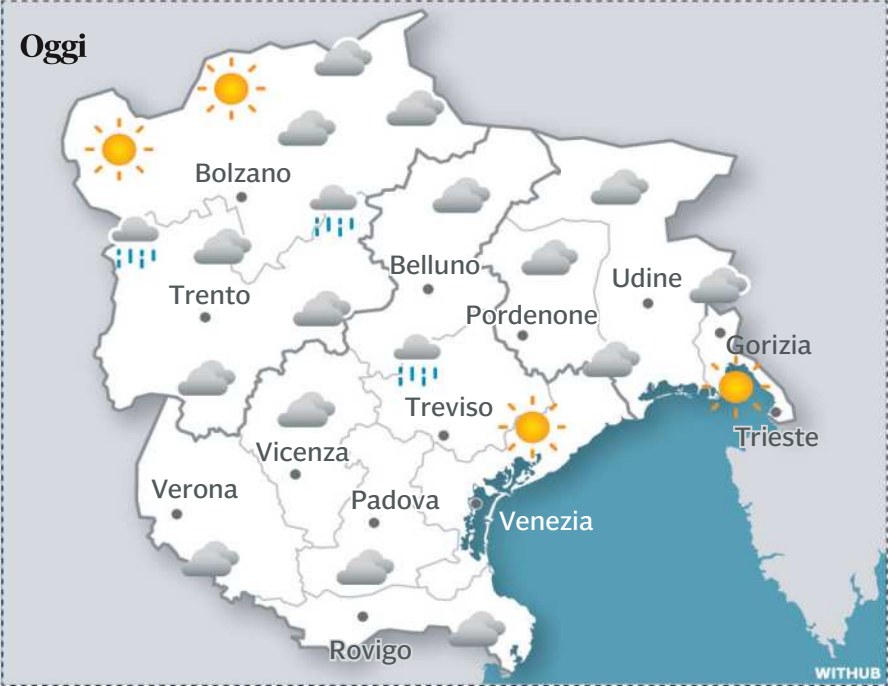 Oggi
Bolzano
Belluno
Udine
Trento
Pordenone
Gorizia
Treviso
Trieste
Vicenza
Verona
Padova
Venezia
Rovigo
WITHUB